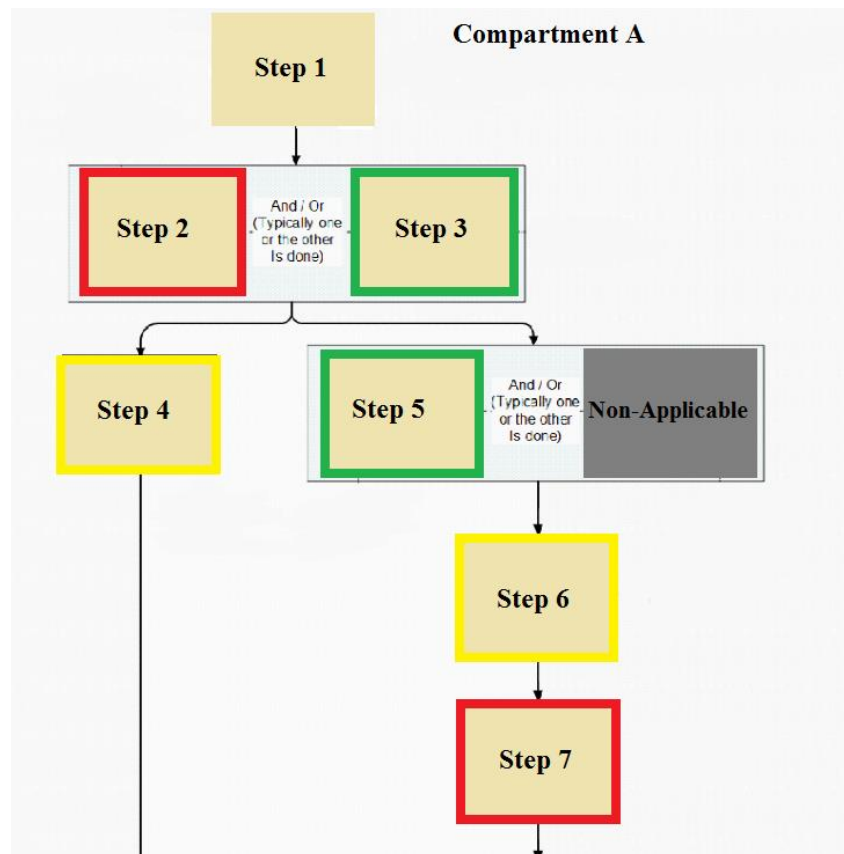 Compartment A
Step 1
Step 2
And / Or
(Typically one
or the other
Is done)
Step 3
Step 4
Step 5
And / Or
(Typically one
or the other
Is done)
Non-Applicable
Step 6
Step 7